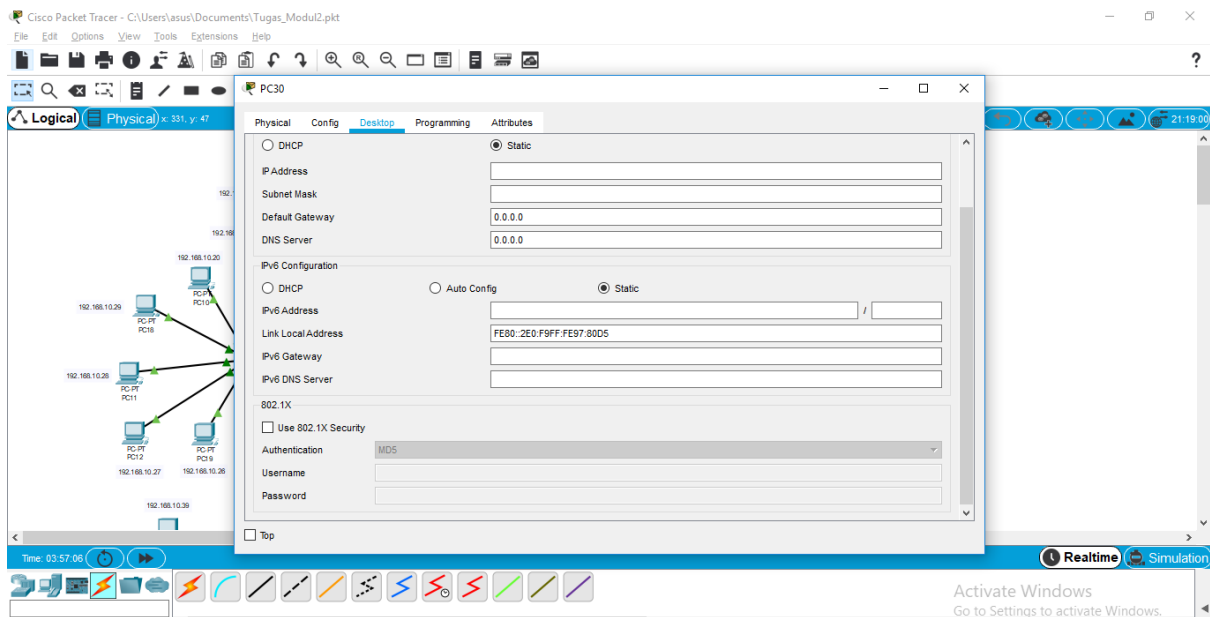 Cisco Packet Tracer - C:\Users\asus\Documents\Tugas_Modul2.pkt
File Edit Options View Tools Extensions Help
?
PC30
Logical Physical x: 331, y: 47
21:19:00
Physical Config Desktop Programming Attributes
DHCP Static
IP Address
Subnet Mask
Default Gateway 0.0.0.0
DNS Server 0.0.0.0
IPv6 Configuration
DHCP Auto Config Static
IPv6 Address /
Link Local Address FE80::2E0:F9FF:FE97:80D5
IPv6 Gateway
IPv6 DNS Server
802.1X
Use 802.1X Security
Authentication MD5
Username
Password
Top
192.168.10.20
PC-PT
PC10
192.168.10.29
PC-PT
PC18
192.168.10.28
PC-PT
PC11
PC-PT
PC12
192.168.10.27
PC-PT
PC19
192.168.10.26
192.168.10.39
Time: 03:57:06
Realtime Simulation
Activate Windows
Go to Settings to activate Windows.